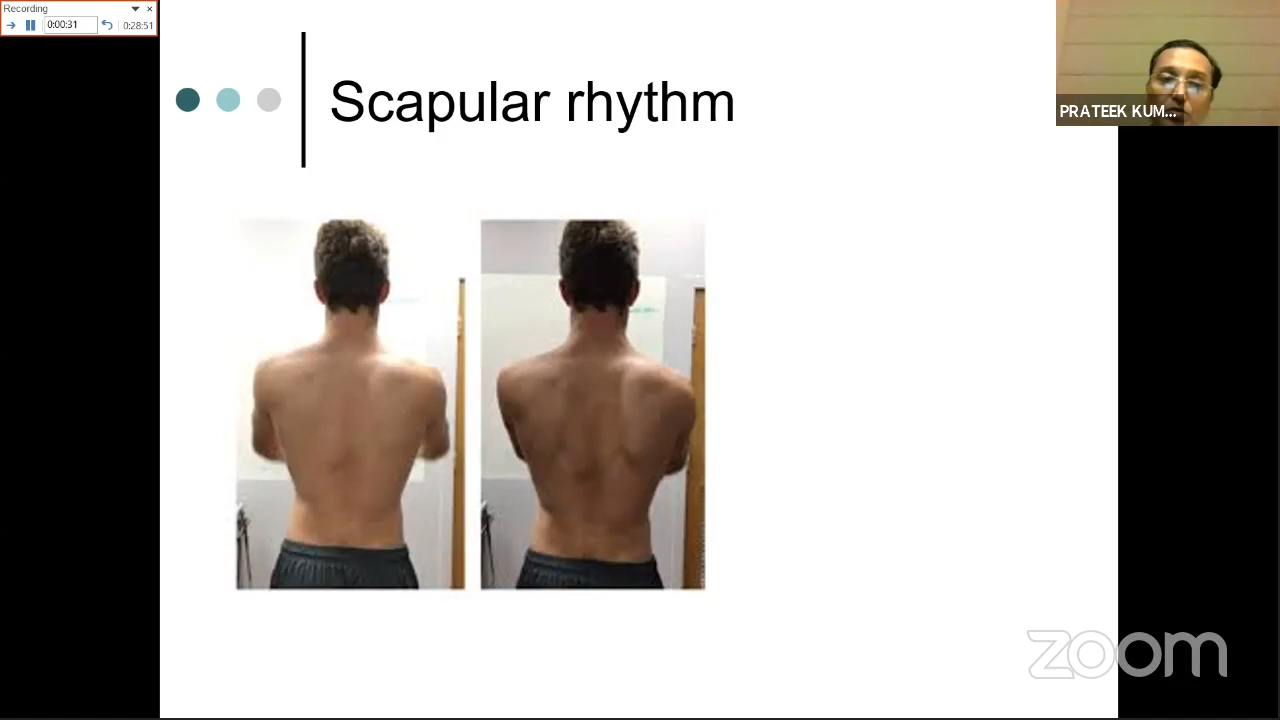 Recording
0:00:31
0:28:51
Scapular rhythm
PRATEEK KUM...
zoom